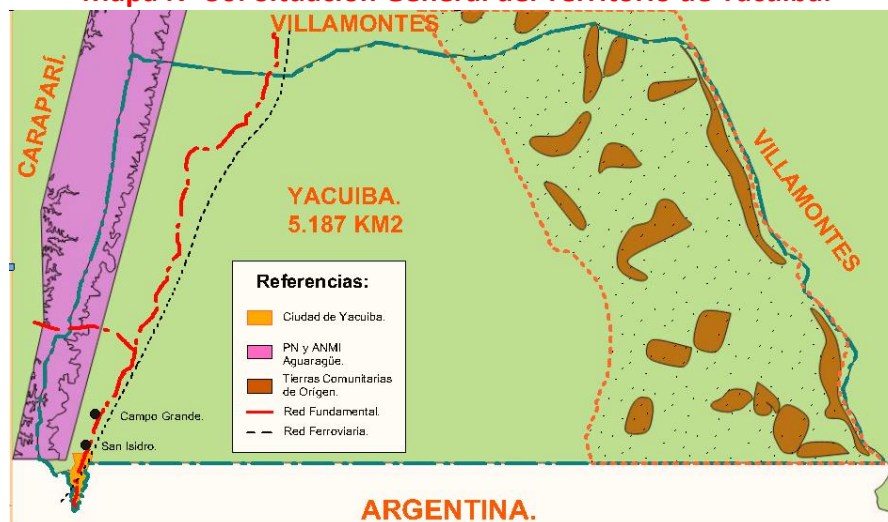 VILLAMONTES
CARAPARÍ.
YACUIBA.
5.187 KM2
VILLAMONTES
Referencias:
Ciudad de Yacuiba.
PN y ANMI
Aguaragüe.
Tierras Comunitarias
de Orígen.
Red Fundamental.
Red Ferroviaria.
Campo Grande.
San Isidro.
ARGENTINA.